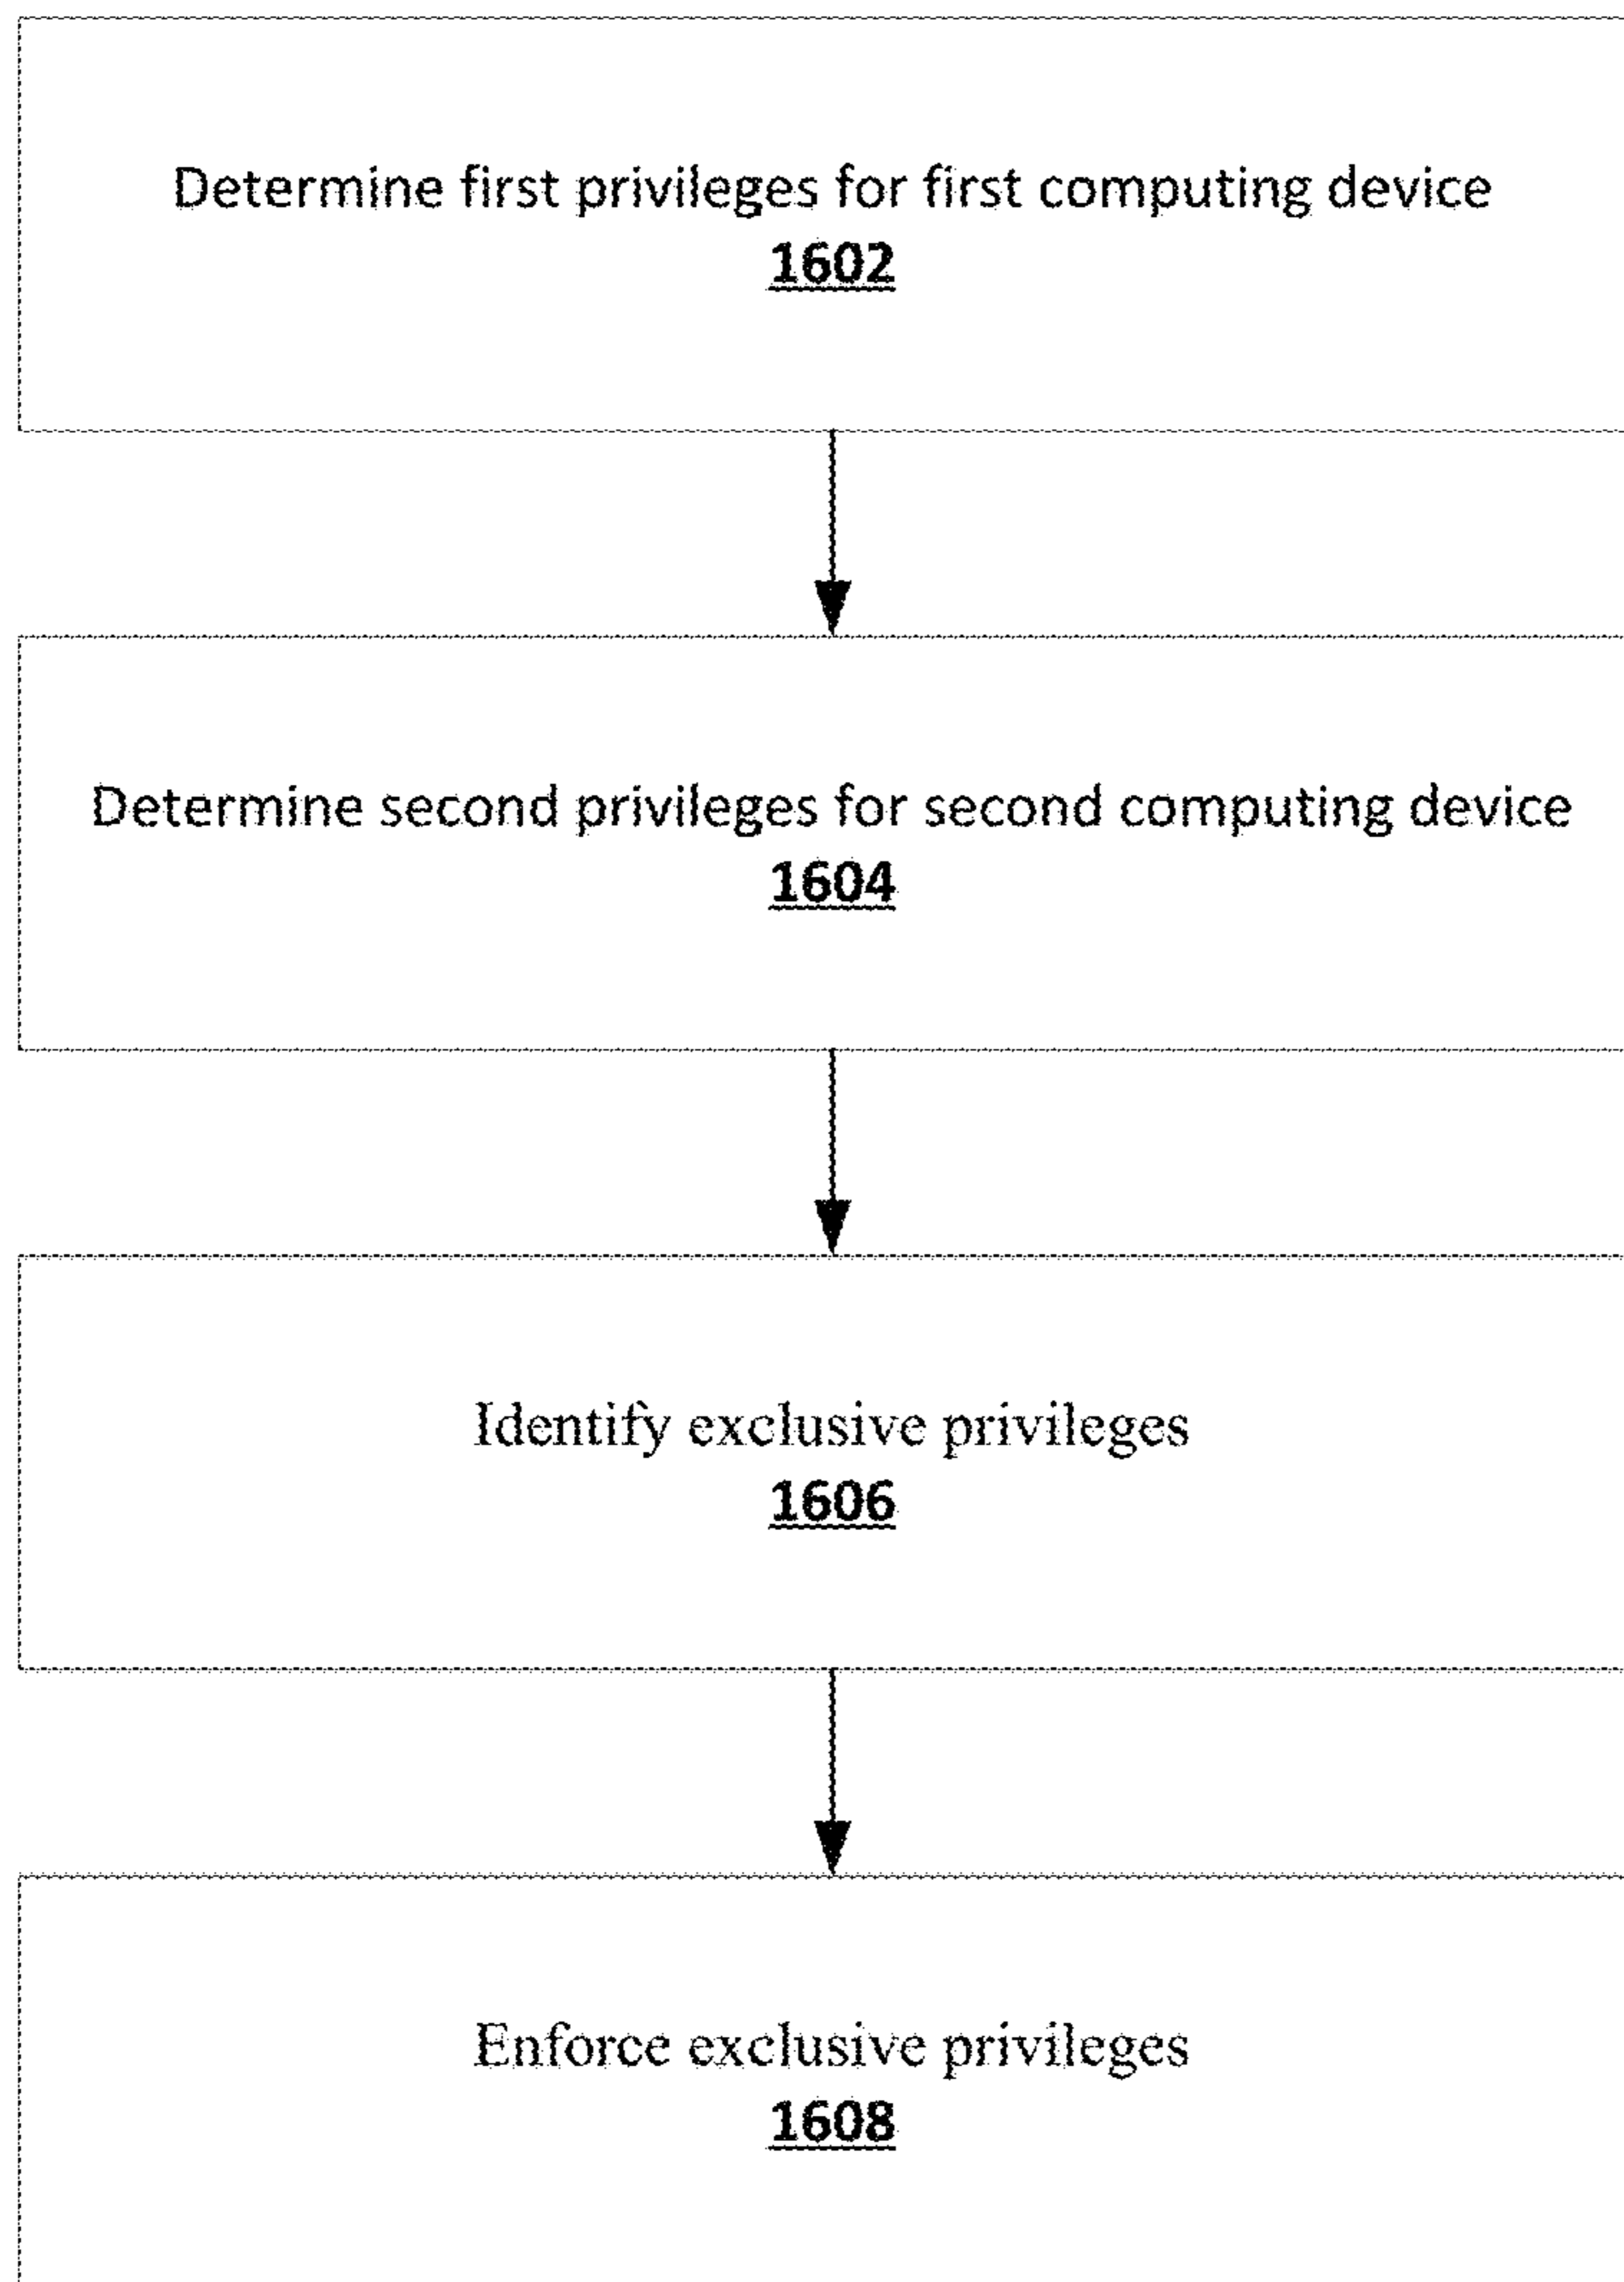 Determine first privileges for first computing device
1602
Determine second privileges for second computing device
1604
Identify exclusive privileges
1606
Enforce exclusive privileges
1608